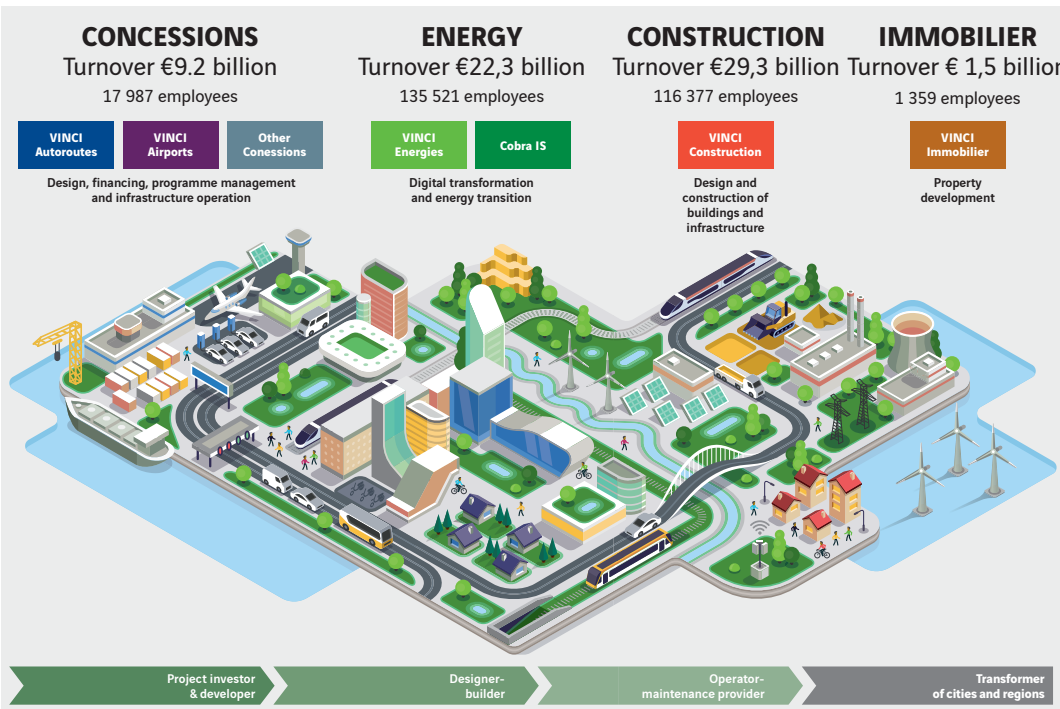 CONCESSIONS
Turnover €9.2 billion
17 987 employees
VINCI
Autoroutes
VINCI
Airports
Other
Conessions
Design, financing, programme management
and infrastructure operation
ENERGY
Turnover €22,3 billion
135 521 employees
VINCI
Energies
Cobra IS
Digital transformation
and energy transition
CONSTRUCTION
Turnover €29,3 billion
116 377 employees
VINCI
Construction
Design and
construction of
buildings and
infrastructure
IMMOBILIER
Turnover € 1,5 billion
1 359 employees
VINCI
Immobilier
Property
development
Project investor
& developer
Designer-
builder
Operator-
maintenance provider
Transformer
of cities and regions